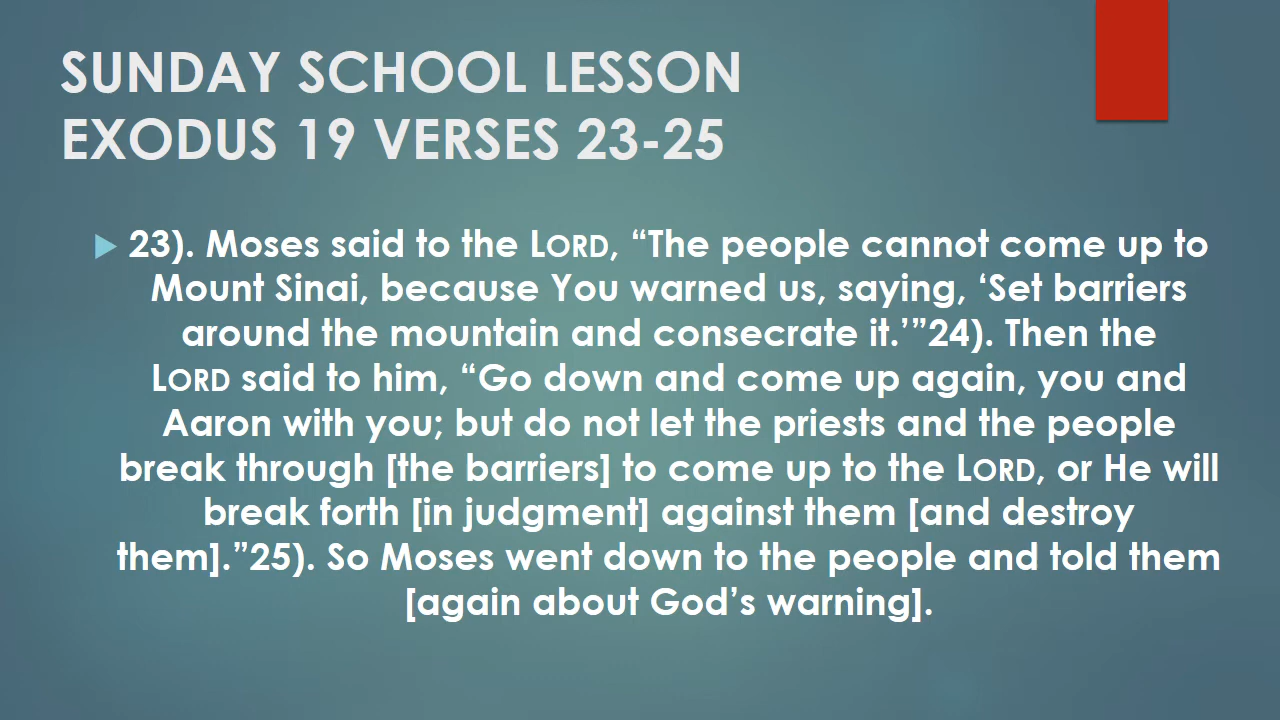 SUNDAY SCHOOL LESSON
EXODUS 19 VERSES 23-25
23). Moses said to the LORD, “The people cannot come up to
Mount Sinai, because You warned us, saying, ‘Set barriers
around the mountain and consecrate it.’”24). Then the
LORD said to him, “Go down and come up again, you and
Aaron with you; but do not let the priests and the people
break through [the barriers] to come up to the LORD, or He will
break forth [in judgment] against them [and destroy
them].”25). So Moses went down to the people and told them
[again about God’s warning].